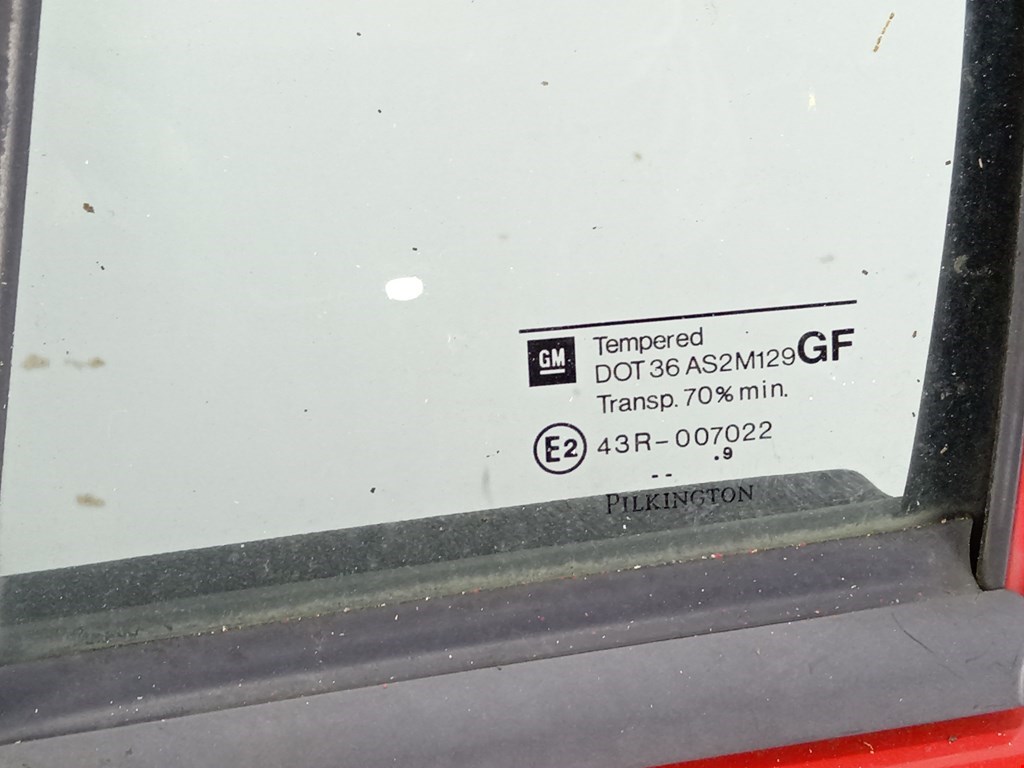 GM
Tempered
DOT 36 AS2M129 GF
Transp. 70% min.
E2 43R-007022
-- .9
PILKINGTON